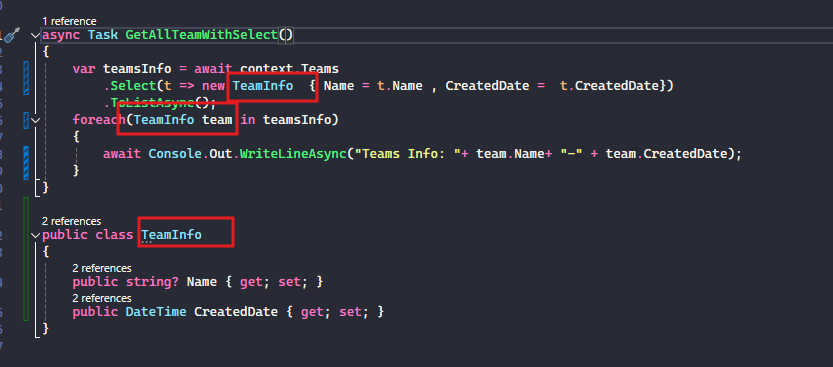 1 reference
async Task GetAllTeamWithSelect()
{
var teamsInfo = await context.Teams
.Select(t => new TeamInfo { Name = t.Name , CreatedDate = t.CreatedDate})
.ToListAsync();
foreach(TeamInfo team in teamsInfo)
{
await Console.Out.WriteLineAsync("Teams Info: "+ team.Name+ "-" + team.CreatedDate);
}
}
2 references
public class TeamInfo
{
2 references
public string? Name { get; set; }
2 references
public DateTime CreatedDate { get; set; }
}